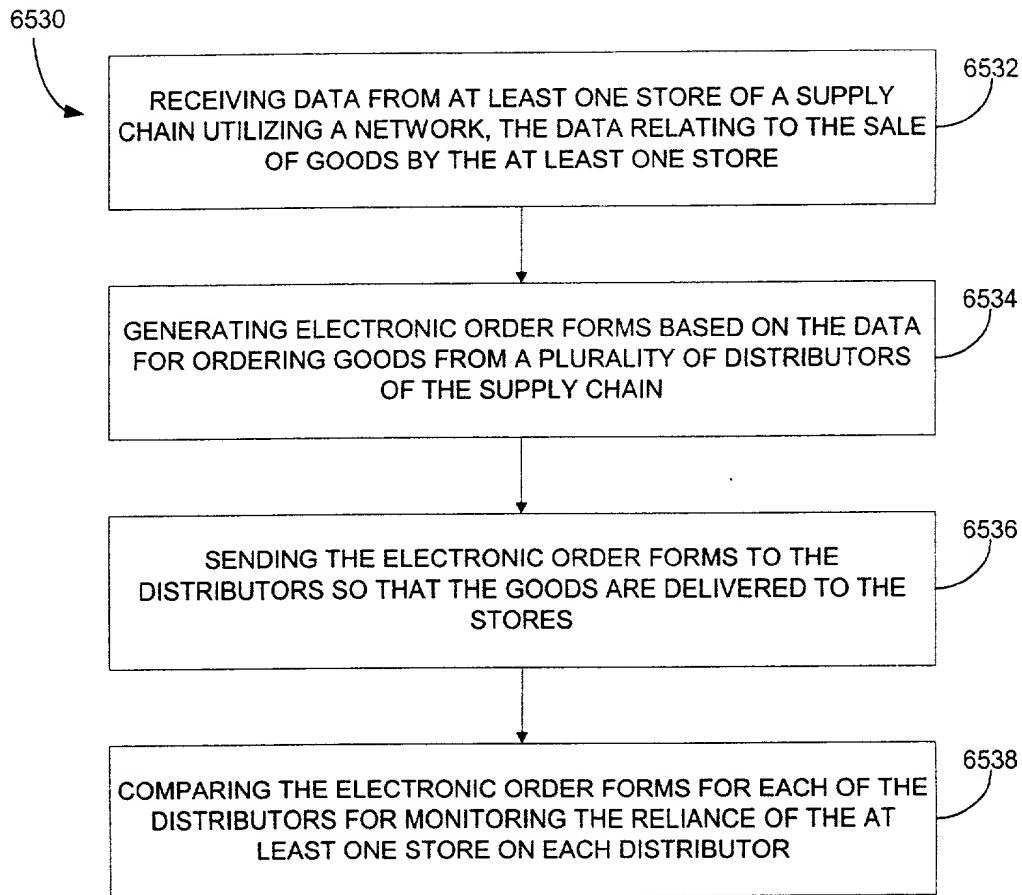 6530
6532
RECEIVING DATA FROM AT LEAST ONE STORE OF A SUPPLY
CHAIN UTILIZING A NETWORK, THE DATA RELATING TO THE SALE
OF GOODS BY THE AT LEAST ONE STORE
6534
GENERATING ELECTRONIC ORDER FORMS BASED ON THE DATA
FOR ORDERING GOODS FROM A PLURALITY OF DISTRIBUTORS
OF THE SUPPLY CHAIN
6536
SENDING THE ELECTRONIC ORDER FORMS TO THE
DISTRIBUTORS SO THAT THE GOODS ARE DELIVERED TO THE
STORES
6538
COMPARING THE ELECTRONIC ORDER FORMS FOR EACH OF THE
DISTRIBUTORS FOR MONITORING THE RELIANCE OF THE AT
LEAST ONE STORE ON EACH DISTRIBUTOR